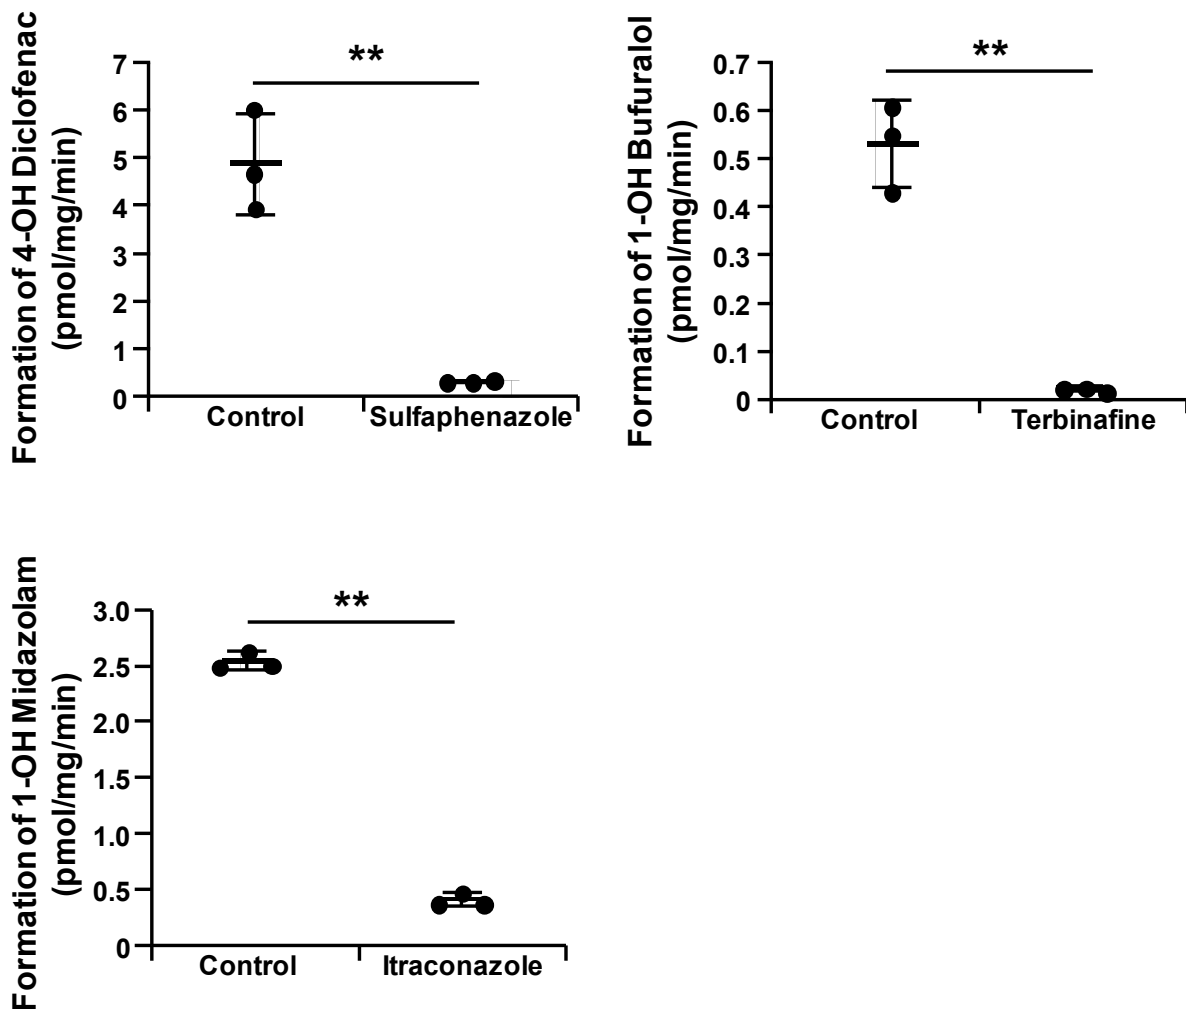 Formation of 4-OH Diclofenac
(pmol/mg/min)
7
6
5
4
3
2
1
0
**
Control
Sulfaphenazole
Formation of 1-OH Bufuralol
(pmol/mg/min)
0.7
0.6
0.5
0.4
0.3
0.2
0.1
0
**
Control
Terbinafine
Formation of 1-OH Midazolam
(pmol/mg/min)
3.0
2.5
2.0
1.5
1.0
0.5
0
**
Control
Itraconazole